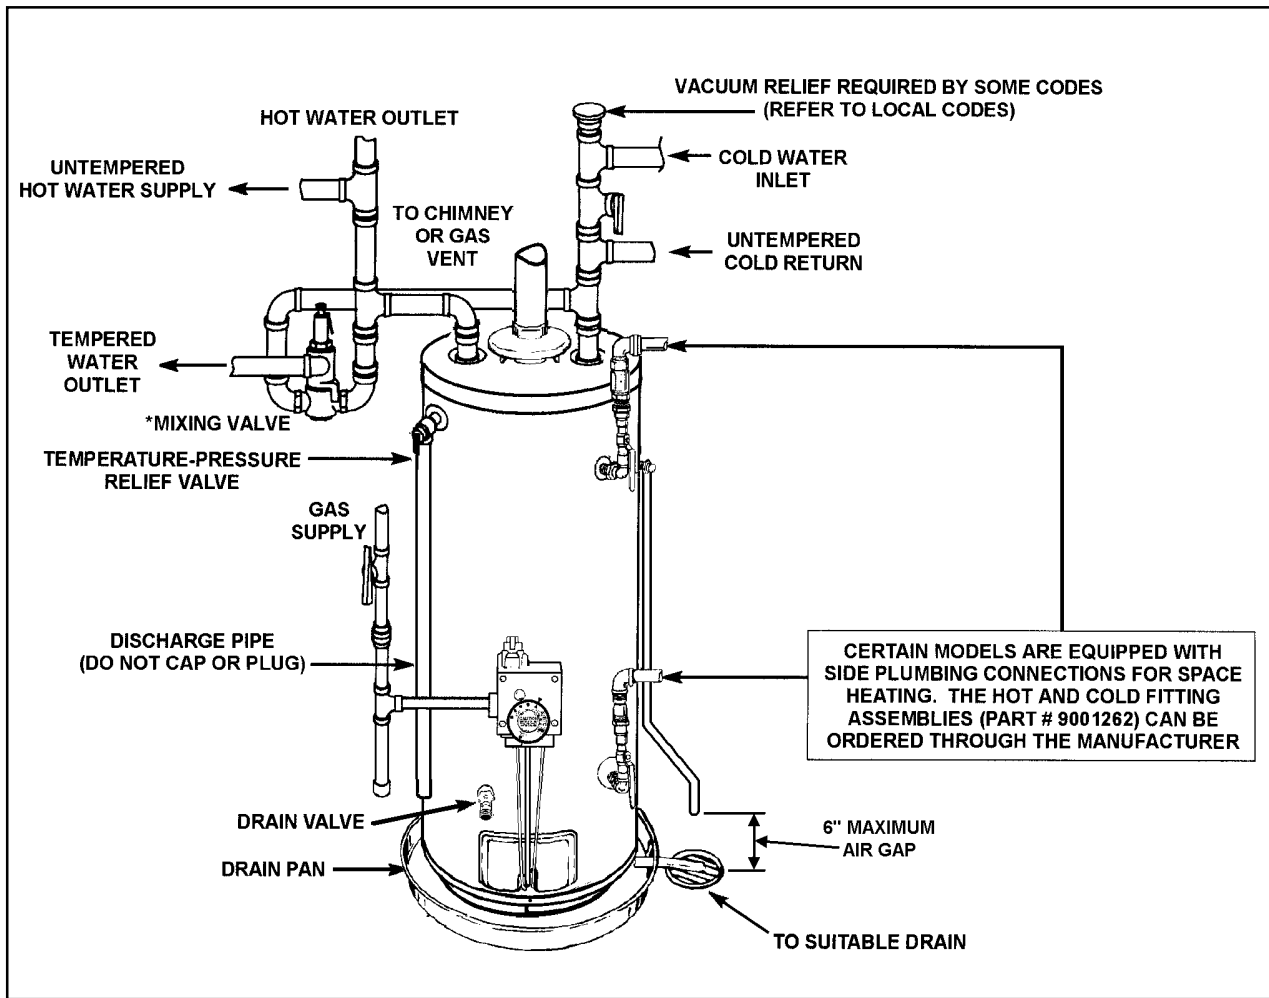 VACUUM RELIEF REQUIRED BY SOME CODES
(REFER TO LOCAL CODES)
HOT WATER OUTLET
COLD WATER
INLET
UNTEMPERED
HOT WATER SUPPLY
TO CHIMNEY
OR GAS
VENT
UNTEMPERED
COLD RETURN
TEMPERED
WATER
OUTLET
*MIXING VALVE
TEMPERATURE-PRESSURE
RELIEF VALVE
GAS
SUPPLY
DISCHARGE PIPE
(DO NOT CAP OR PLUG)
CERTAIN MODELS ARE EQUIPPED WITH
SIDE PLUMBING CONNECTIONS FOR SPACE
HEATING. THE HOT AND COLD FITTING
ASSEMBLIES (PART # 9001262) CAN BE
ORDERED THROUGH THE MANUFACTURER
DRAIN VALVE
6" MAXIMUM
AIR GAP
DRAIN PAN
TO SUITABLE DRAIN